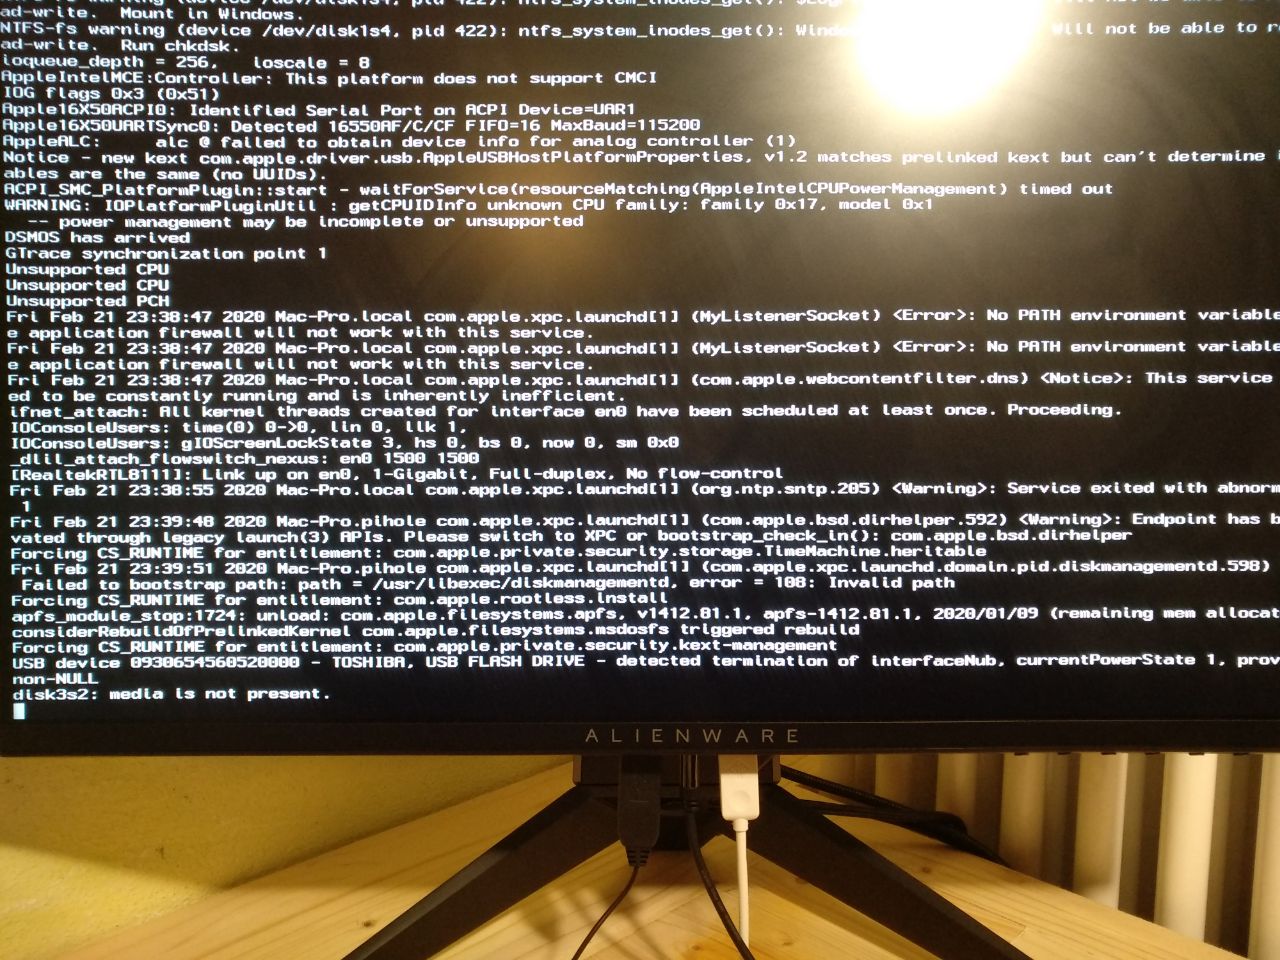 ad-write.  Mount in Windows.
NTFS-fs warning (device /dev/disk1s4, pid 422): ntfs_system_inodes_get(): Will not be able to
ad-write.  Run chkdsk.
ioqueue_depth = 256,   ioscale = 8
AppleIntelMCE:Controller: This platform does not support CMCI
IOG flags 0x3 (0x51)
Apple16X50ACPI0: Identified Serial Port on ACPI Device=UAR1
Apple16X50UARTSync0: Detected 16550AF/C/CF FIFO=16 MaxBaud=115200
AppleALC:     alc @ failed to obtain device info for analog controller (1)
Notice - new kext com.apple.driver.usb.AppleUSBHostPlatformProperties, v1.2 matches prelinked kext but can't determine
ables are the same (no UUIDs).
ACPI_SMC_PlatformPlugin::start - waitForService(resourceMatching(AppleIntelCPUPowerManagement) timed out
WARNING: IOPlatformPluginUtil : getCPUIDInfo unknown CPU family: family 0x17, model 0x1
  -- power management may be incomplete or unsupported
DSMOS has arrived
GTrace synchronization point 1
Unsupported CPU
Unsupported CPU
Unsupported PCH
Fri Feb 21 23:38:47 2020 Mac-Pro.local com.apple.xpc.launchd[1] (MyListenerSocket) <Error>: No PATH environment variable
e application firewall will not work with this service.
Fri Feb 21 23:38:47 2020 Mac-Pro.local com.apple.xpc.launchd[1] (MyListenerSocket) <Error>: No PATH environment variable
e application firewall will not work with this service.
Fri Feb 21 23:38:47 2020 Mac-Pro.local com.apple.xpc.launchd[1] (com.apple.webcontentfilter.dns) <Notice>: This service
ed to be constantly running and is inherently inefficient.
ifnet_attach: All kernel threads created for interface en0 have been scheduled at least once. Proceeding.
IOConsoleUsers: time(0) 0->0, lin 0, llk 1,
IOConsoleUsers: gIOScreenLockState 3, hs 0, bs 0, now 0, sm 0x0
_dlil_attach_flowswitch_nexus: en0 1500 1500
[RealtekRTL8111]: Link up on en0, 1-Gigabit, Full-duplex, No flow-control
Fri Feb 21 23:38:55 2020 Mac-Pro.local com.apple.xpc.launchd[1] (org.ntp.sntp.205) <Warning>: Service exited with abnorm
 1
Fri Feb 21 23:39:48 2020 Mac-Pro.pihole com.apple.xpc.launchd[1] (com.apple.bsd.dirhelper.592) <Warning>: Endpoint has b
vated through legacy launch(3) APIs. Please switch to XPC or bootstrap_check_in(): com.apple.bsd.dirhelper
Forcing CS_RUNTIME for entitlement: com.apple.private.security.storage.TimeMachine.heritable
Fri Feb 21 23:39:51 2020 Mac-Pro.pihole com.apple.xpc.launchd[1] (com.apple.xpc.launchd.domain.pid.diskmanagementd.598)
 Failed to bootstrap path: path = /usr/libexec/diskmanagementd, error = 108: Invalid path
Forcing CS_RUNTIME for entitlement: com.apple.rootless.install
apfs_module_stop:1724: unload: com.apple.filesystems.apfs, v1412.81.1, apfs-1412.81.1, 2020/01/09 (remaining mem allocat
considerRebuildOfPrelinkedKernel com.apple.filesystems.msdosfs triggered rebuild
Forcing CS_RUNTIME for entitlement: com.apple.private.security.kext-management
USB device 0930654560520000 - TOSHIBA, USB FLASH DRIVE - detected termination of interfaceNub, currentPowerState 1, prov
non-NULL
disk3s2: media is not present.
ALIENWARE